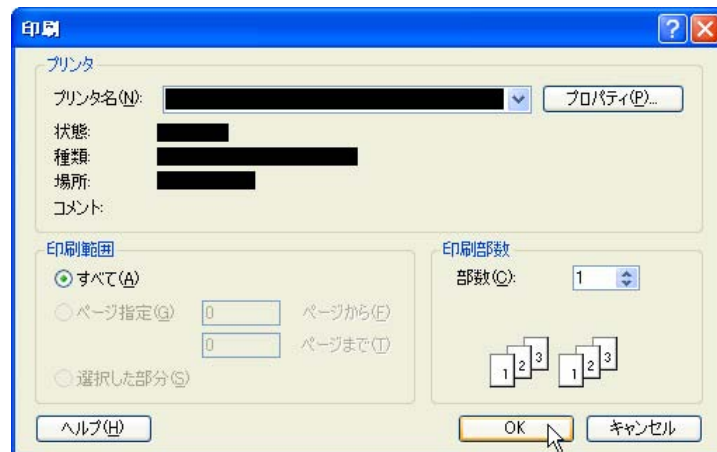 印刷
プリンタ
プリンタ名(N): プロパティ(P)...
状態:
種類:
場所:
コメント:
印刷範囲
すべて(A)
ページ指定(G) 0 ページから(F)
0 ページまで(T)
選択した部分(S)
印刷部数
部数(C): 1
1 2 3 1 2 3
ヘルプ(H) OK キャンセル